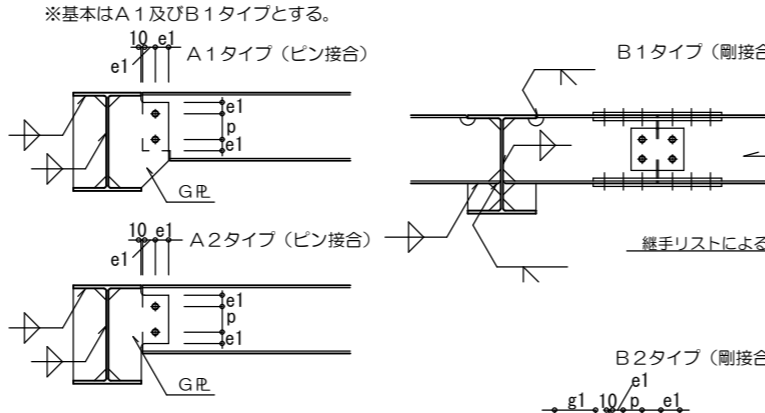 ※基本はA1及びB1タイプとする。
10 e1
e1
A1タイプ（ピン接合）
B1タイプ（剛接合
e1
p
e1
GPL
継手リストによる
10 e1
e1
A2タイプ（ピン接合）
e1
p
e1
GPL
B2タイプ（剛接合
e1
g1 10 p e1